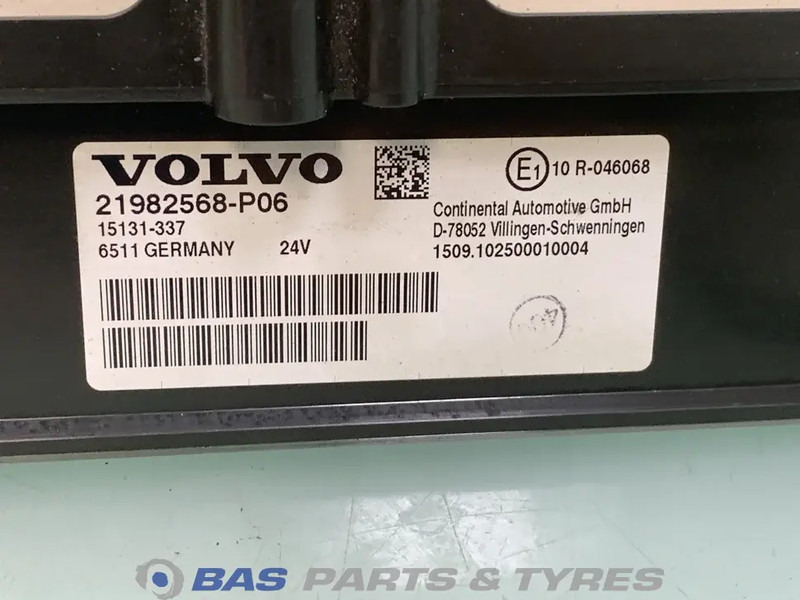 VOLVO
21982568-P06
15131-337
6511 GERMANY 24V
E1 10 R-046068
Continental Automotive GmbH
D-78052 Villingen-Schwenningen
1509.102500010004
BAS PARTS & TYRES